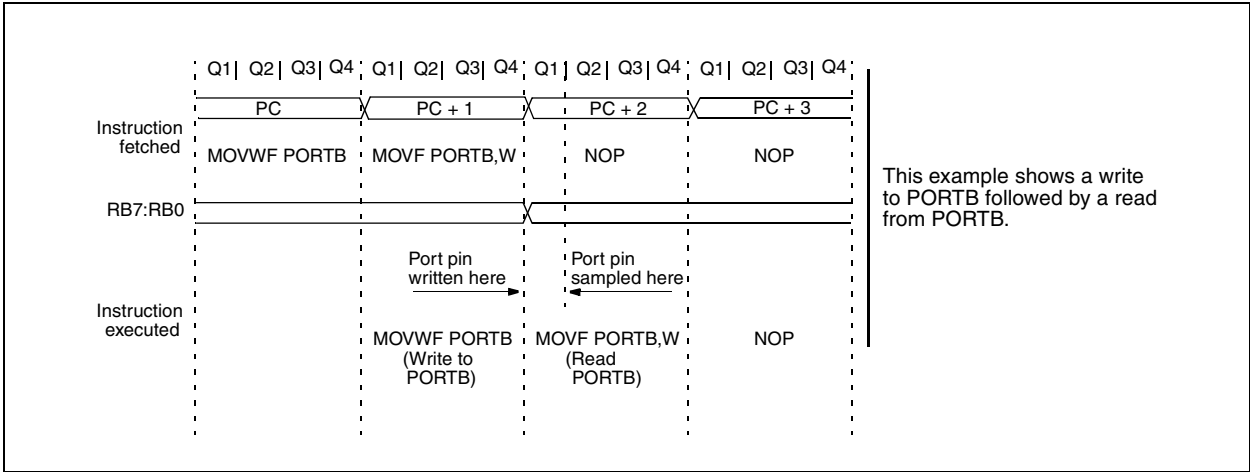 Q1| Q2| Q3| Q4 Q1| Q2| Q3| Q4 Q1| Q2| Q3| Q4 Q1| Q2| Q3| Q4
PC PC + 1 PC + 2 PC + 3
Instruction
fetched
MOVWF PORTB MOVF PORTB,W NOP NOP
This example shows a write
to PORTB followed by a read
from PORTB.
RB7:RB0
Port pin
written here
Port pin
sampled here
Instruction
executed
MOVWF PORTB
(Write to
PORTB)
MOVF PORTB,W
(Read
PORTB)
NOP